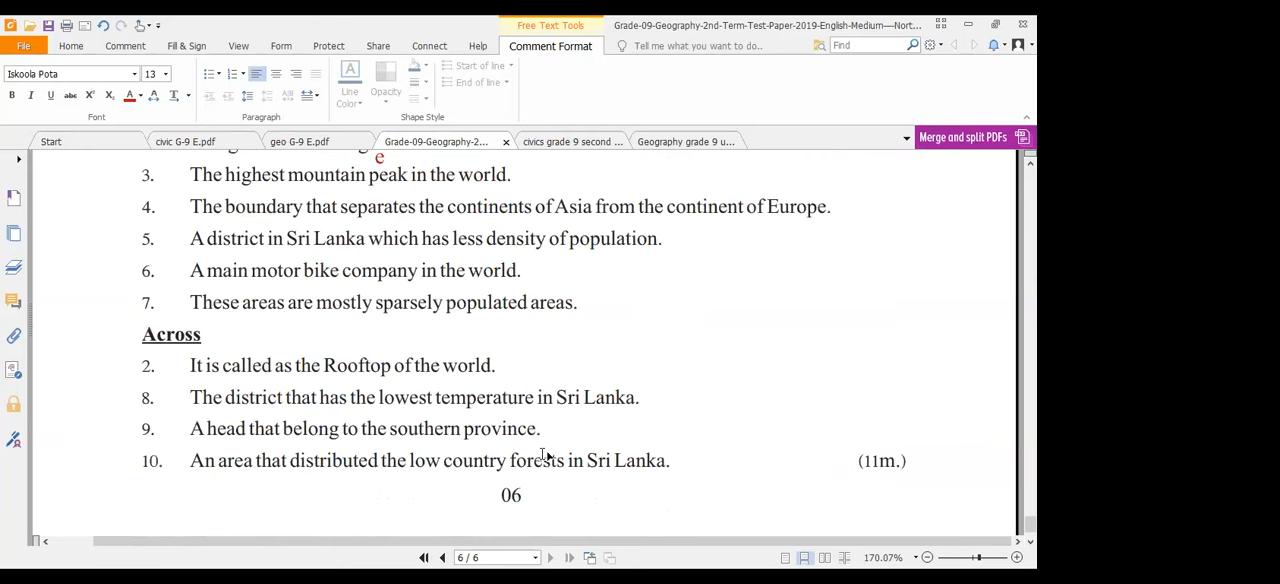 Free Text Tools
Grade-09-Geography-2nd-Term-Test-Paper-2019-English-Medium—Nort...
File Home Comment Fill & Sign View Form Protect Share Connect Help Comment Format Tell me what you want to do.. Find
Iskoola Pota 13
Line Color Opacity
Start of line
End of line
B I U abc X² X₂ A A T
Font Paragraph Shape Style
Start civic G-9 E.pdf geo G-9 E.pdf Grade-09-Geography-2... civics grade 9 second ... Geography grade 9 u... Merge and split PDFs
e
3. The highest mountain peak in the world.
4. The boundary that separates the continents of Asia from the continent of Europe.
5. A district in Sri Lanka which has less density of population.
6. A main motor bike company in the world.
7. These areas are mostly sparsely populated areas.
Across
2. It is called as the Rooftop of the world.
8. The district that has the lowest temperature in Sri Lanka.
9. A head that belong to the southern province.
10. An area that distributed the low country forests in Sri Lanka. (11m.)
06
6 / 6 170.07%